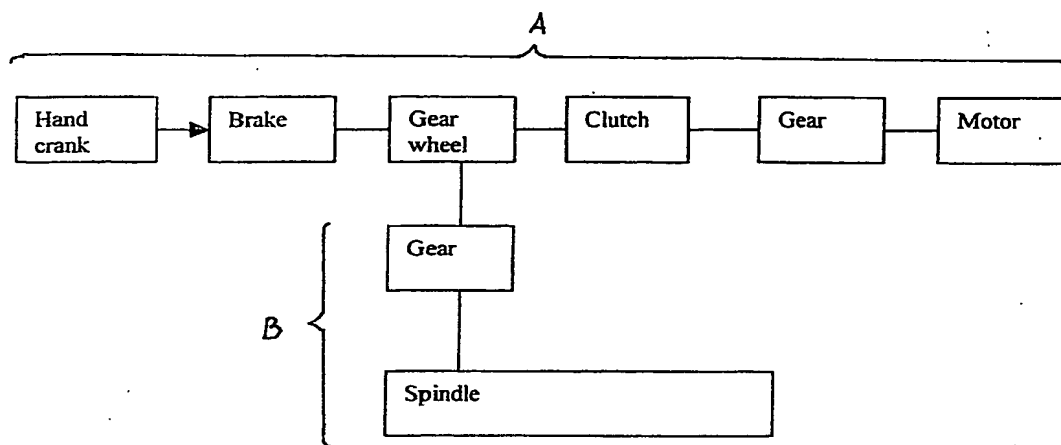 A
Hand
crank
Brake
Gear
wheel
Clutch
Gear
Motor
B
Gear
Spindle